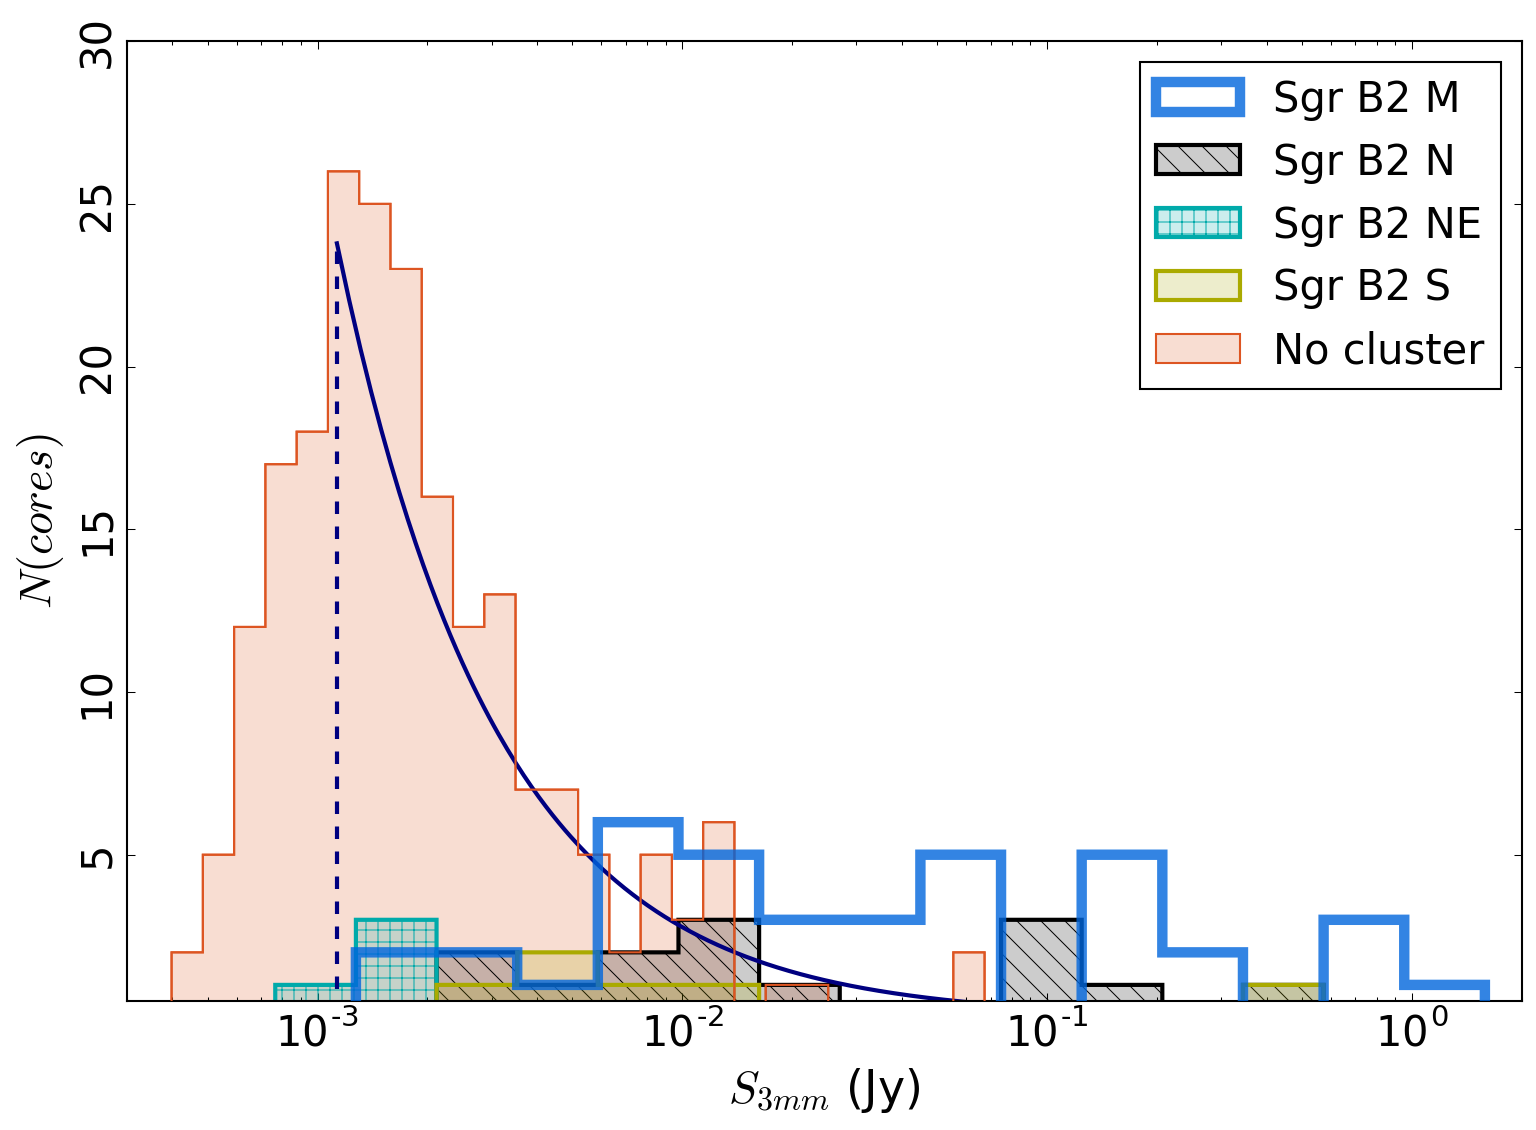 30
25
20
15
10
5
N(cores)
10^-3
10^-2
10^-1
10^0
S_3mm (Jy)
Sgr B2 M
Sgr B2 N
Sgr B2 NE
Sgr B2 S
No cluster